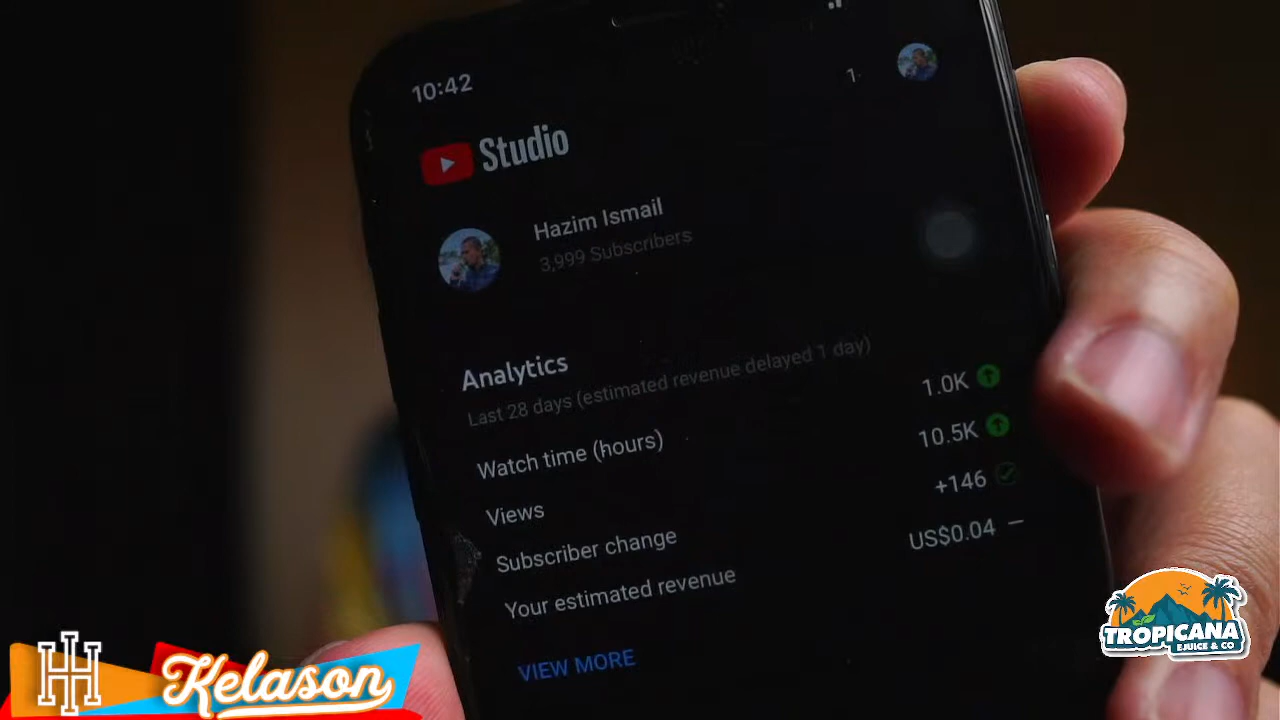 10:42
1
Studio
Hazim Ismail
3,999 Subscribers
Analytics
Last 28 days (estimated revenue delayed 1 day)
Watch time (hours) 1.0K
Views 10.5K
Subscriber change +146
Your estimated revenue US$0.04 —
VIEW MORE
HI Kelason
TROPICANA
EJUICE & CO